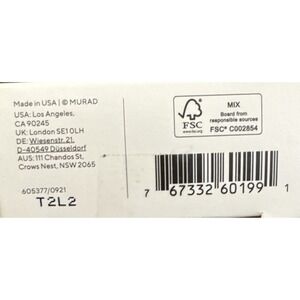 Made in USA | © MURAD
USA: Los Angeles,
CA 90245
UK: London SE10LH
DE: Wiesenstr. 21,
D-40549 Düsseldorf
AUS: 111 Chandos St,
Crows Nest, NSW 2065
605377/0921
T2L2
FSC
www.fsc.org
MIX
Board from
responsible sources
FSC® C002854
7 67332 60199 1